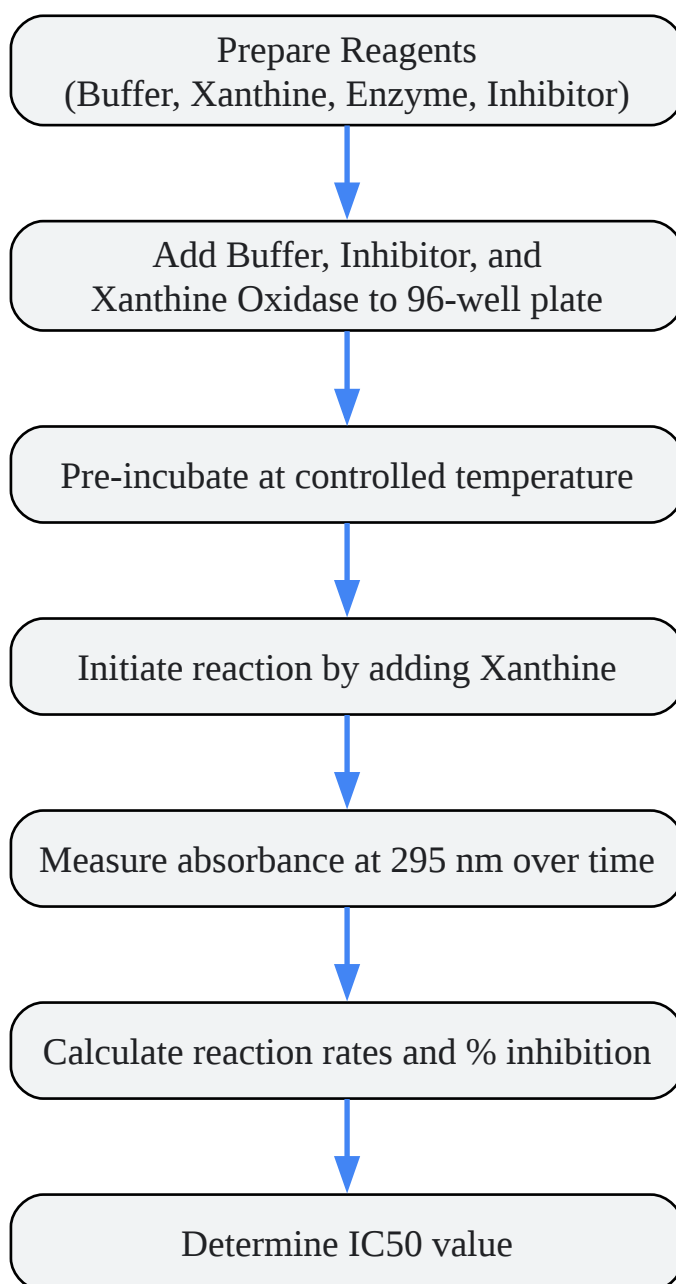 Prepare Reagents
(Buffer, Xanthine, Enzyme, Inhibitor)
Add Buffer, Inhibitor, and
Xanthine Oxidase to 96-well plate
Pre-incubate at controlled temperature
Initiate reaction by adding Xanthine
Measure absorbance at 295 nm over time
Calculate reaction rates and % inhibition
Determine IC50 value